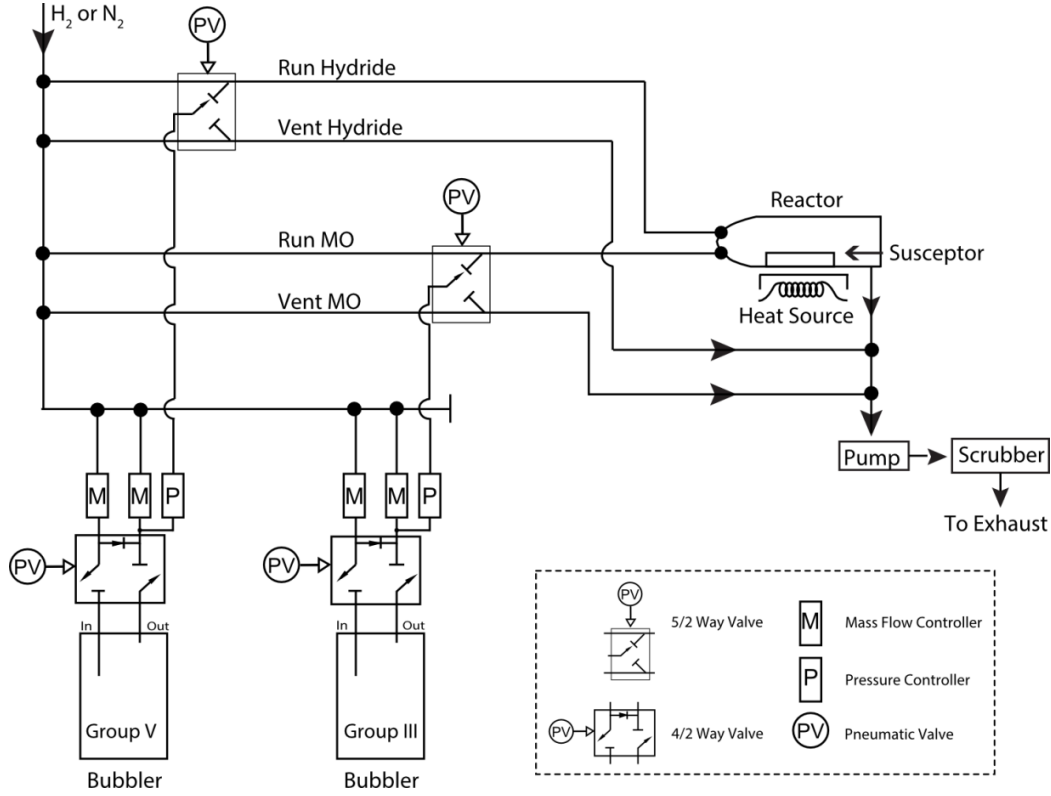 H₂ or N₂
PV
Run Hydride
Vent Hydride
PV
Reactor
Run MO
Susceptor
Vent MO
Heat Source
Pump
Scrubber
To Exhaust
M M P
M M P
PV
PV
In Out
In Out
Group V
Group III
Bubbler
Bubbler
PV
5/2 Way Valve
M
Mass Flow Controller
P
Pressure Controller
PV
4/2 Way Valve
PV
Pneumatic Valve